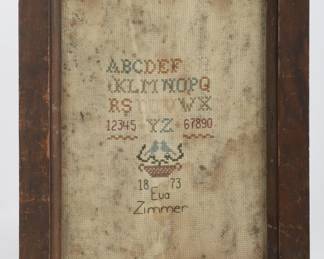 ABCDEF
KLMNOPQ
RS WX
12345 YZ 67890
18 73
Eva
Zimmer